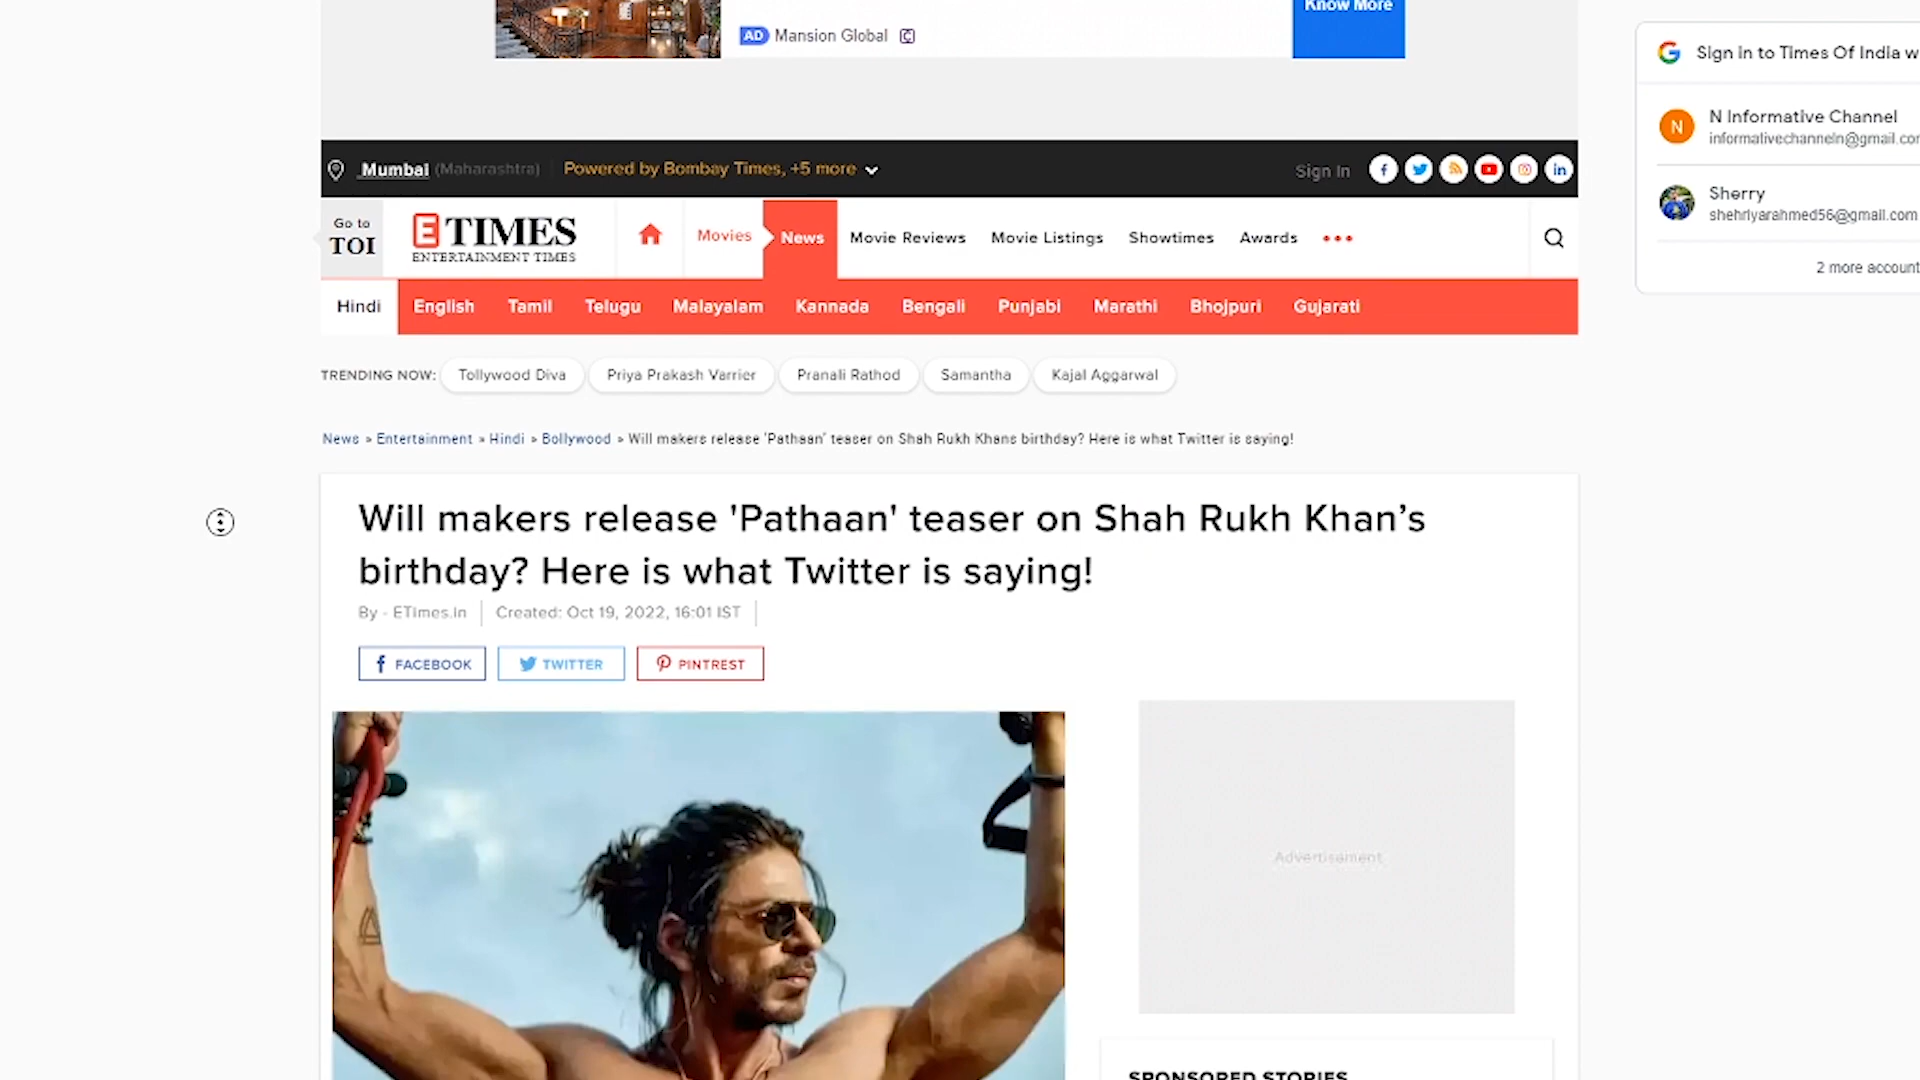 Know More
AD Mansion Global
Sign in to Times Of India w
N Informative Channel
informativechanneln@gmail.cor
Sherry
shehriyarahmed56@gmail.com
2 more account
Mumbai (Maharashtra) Powered by Bombay Times, +5 more
Sign In
Go to
TOI
E TIMES
ENTERTAINMENT TIMES
Movies News Movie Reviews Movie Listings Showtimes Awards
Hindi English Tamil Telugu Malayalam Kannada Bengali Punjabi Marathi Bhojpuri Gujarati
TRENDING NOW: Tollywood Diva Priya Prakash Varrier Pranali Rathod Samantha Kajal Aggarwal
News » Entertainment » Hindi » Bollywood » Will makers release 'Pathaan' teaser on Shah Rukh Khans birthday? Here is what Twitter is saying!
Will makers release 'Pathaan' teaser on Shah Rukh Khan’s
birthday? Here is what Twitter is saying!
By - ETimes.in Created: Oct 19, 2022, 16:01 IST
FACEBOOK TWITTER PINTREST
Advertisement
SPONSORED STORIES